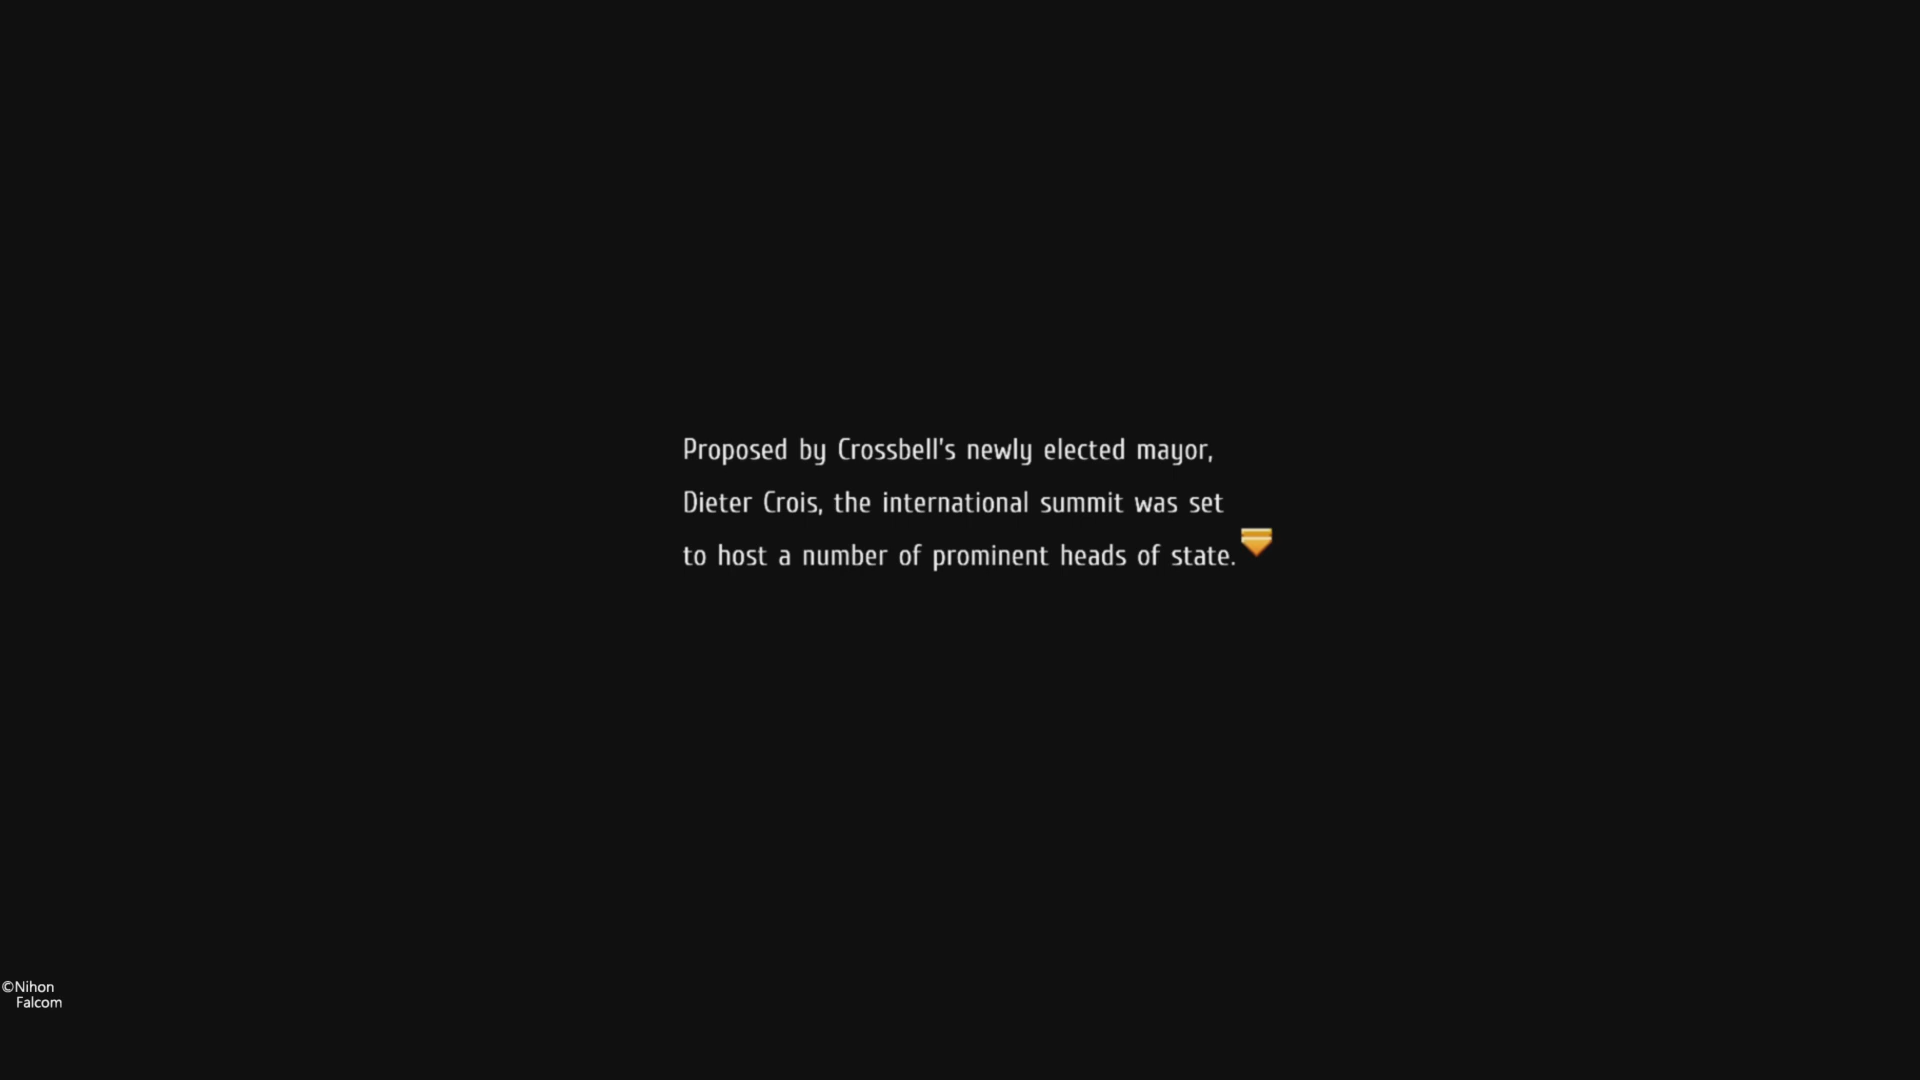 Proposed by Crossbell's newly elected mayor,
Dieter Crois, the international summit was set
to host a number of prominent heads of state.
©Nihon
Falcom